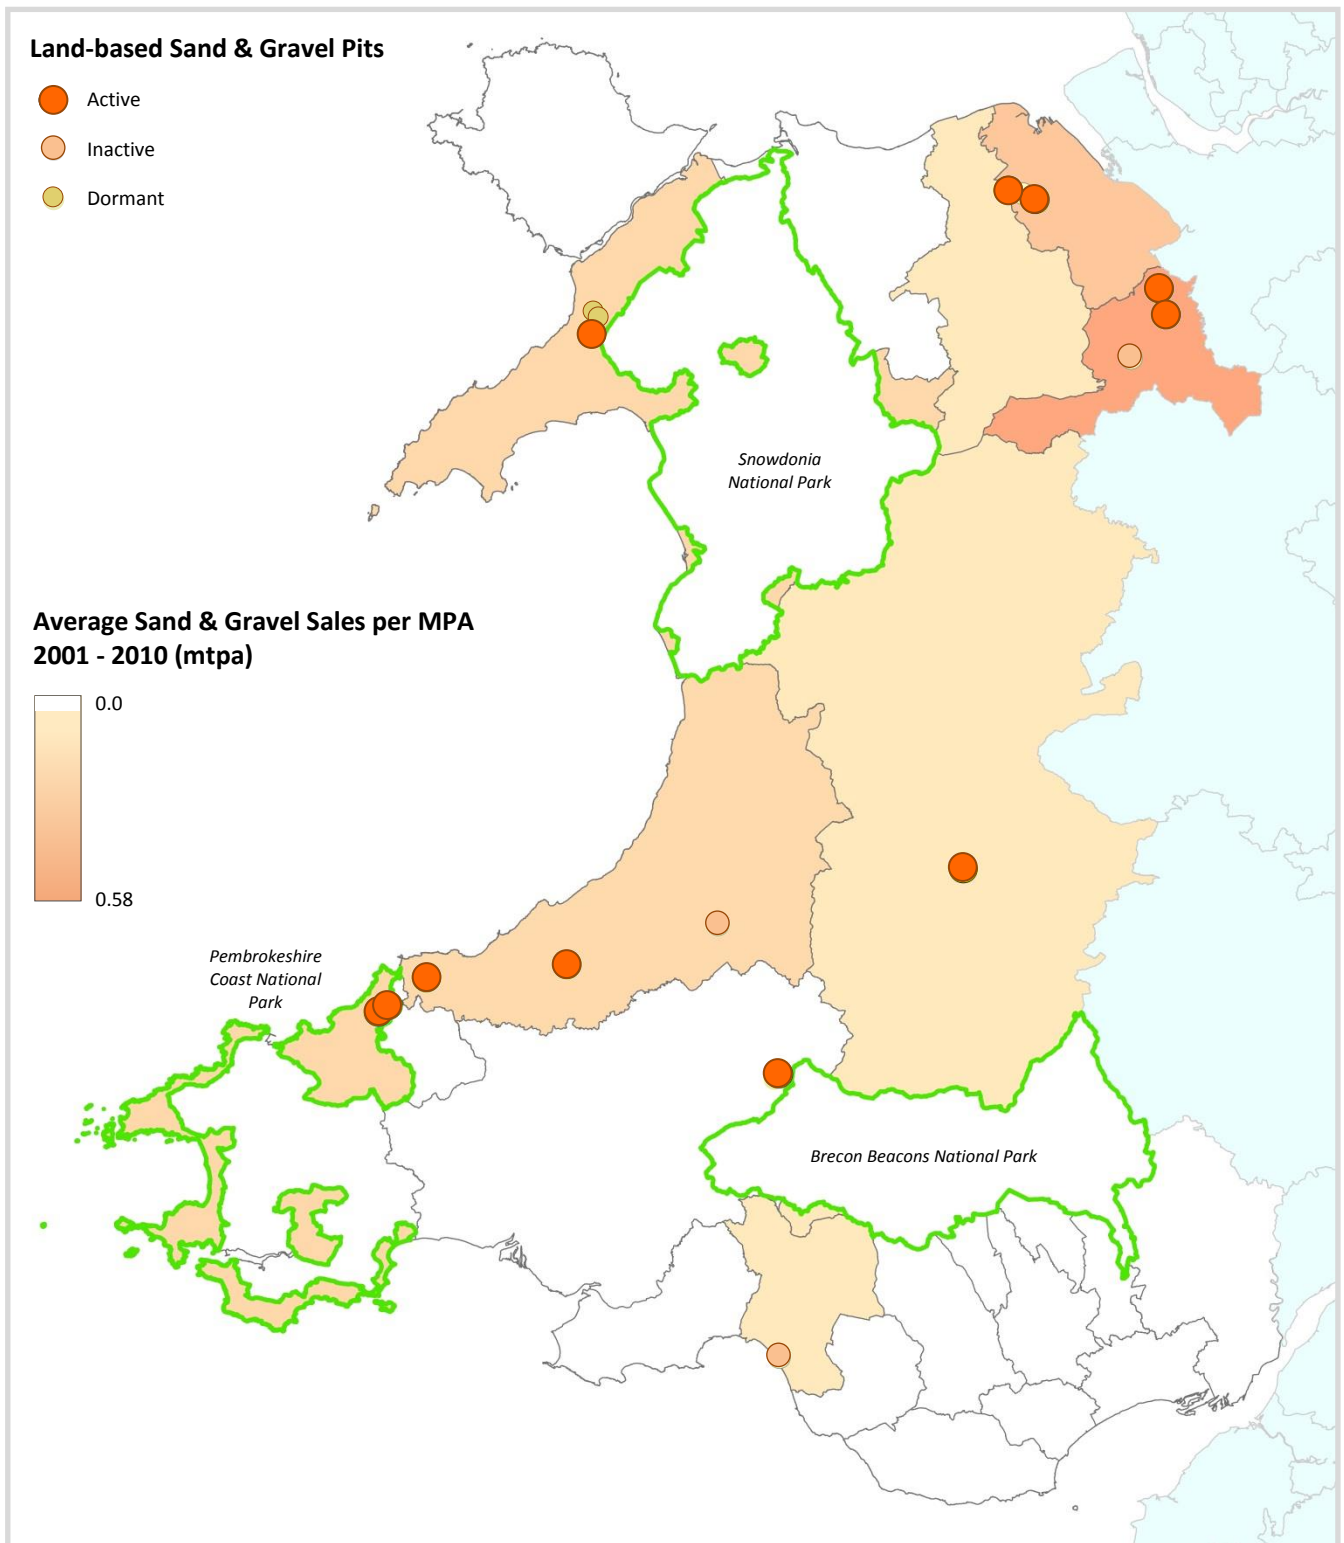 Land-based Sand & Gravel Pits
Active
Inactive
Dormant
Snowdonia
National Park
Average Sand & Gravel Sales per MPA
2001 - 2010 (mtpa)
0.0
0.58
Pembrokeshire
Coast National
Park
Brecon Beacons National Park